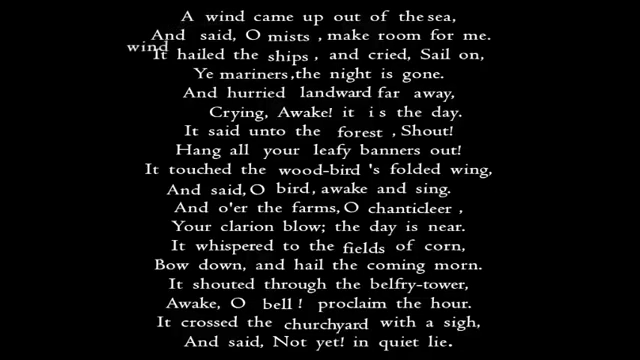 A wind came up out of the sea,
And said, O mists, make room for me.
wind
It hailed the ships, and cried, Sail on,
Ye mariners, the night is gone.
And hurried landward far away,
Crying, Awake! it is the day.
It said unto the forest, Shout!
Hang all your leafy banners out!
It touched the wood-bird's folded wing,
And said, O bird, awake and sing.
And o'er the farms, O chanticleer,
Your clarion blow; the day is near.
It whispered to the fields of corn,
Bow down, and hail the coming morn.
It shouted through the belfry-tower,
Awake, O bell! proclaim the hour.
It crossed the churchyard with a sigh,
And said, Not yet! in quiet lie.